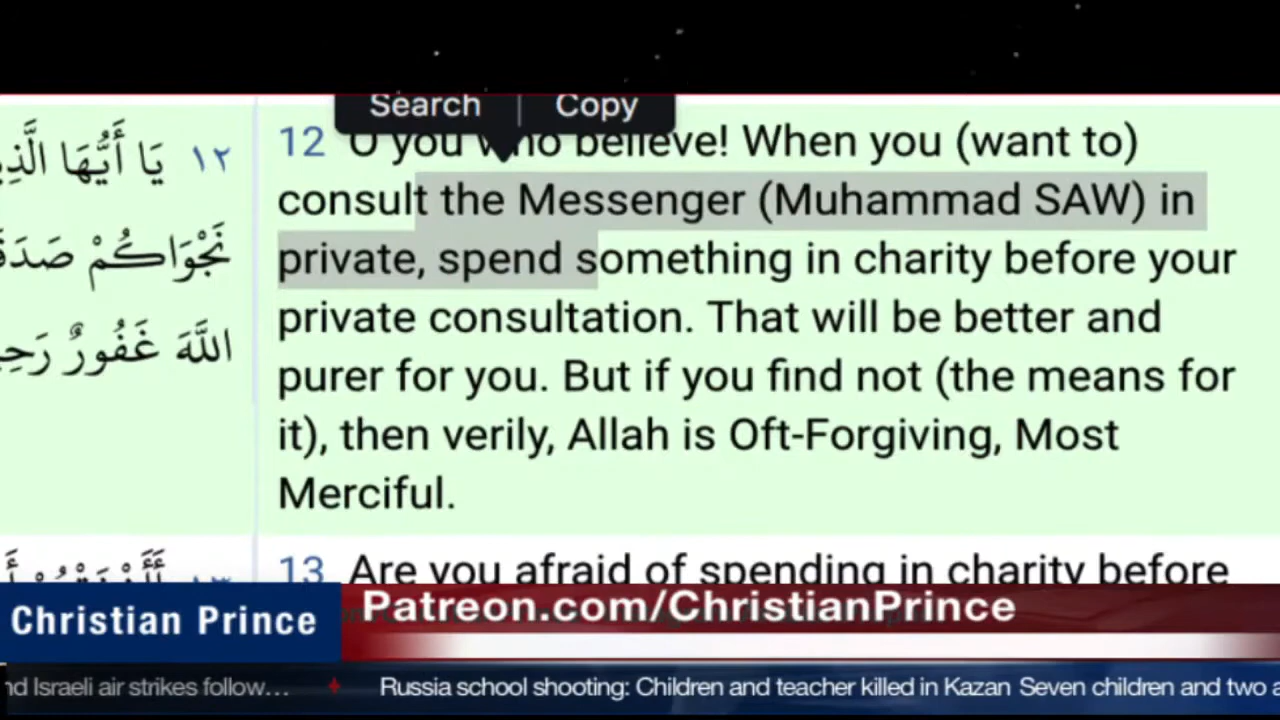 Search | Copy
١٢ يَا أَيُّهَا الَّذِي
نَجْوَاكُمْ صَدَقَ
اللَّهَ غَفُورٌ رَحِي
12 O you who believe! When you (want to)
consult the Messenger (Muhammad SAW) in
private, spend something in charity before your
private consultation. That will be better and
purer for you. But if you find not (the means for
it), then verily, Allah is Oft-Forgiving, Most
Merciful.
13 Are you afraid of spending in charity before
Christian Prince
Patreon.com/ChristianPrince
nd Israeli air strikes follow… Russia school shooting: Children and teacher killed in Kazan Seven children and two a